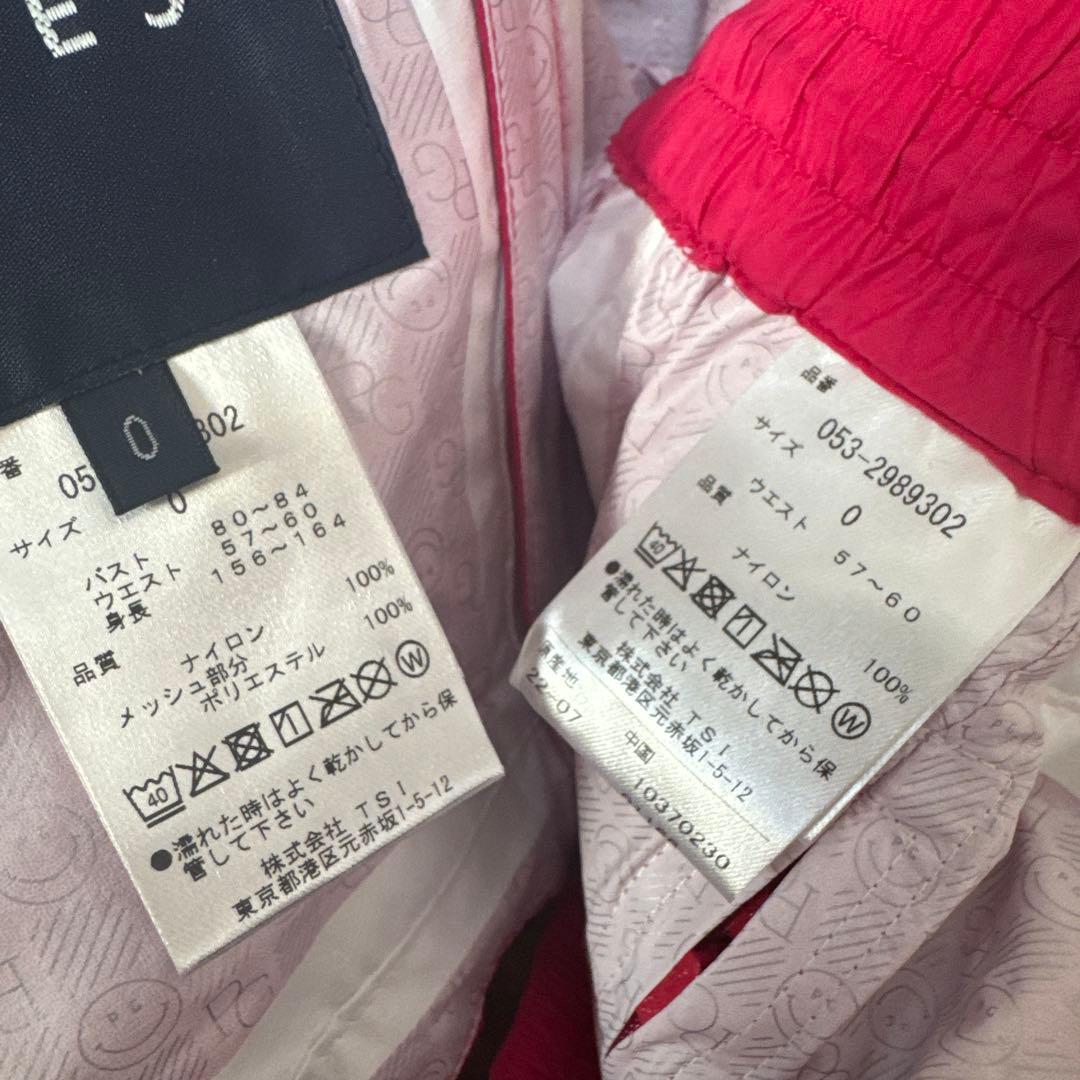 E S
0
番 05 302
サイズ 0
バスト 80～84
ウエスト 57～60
身長 156～164
品質 ナイロン 100%
メッシュ部分
ポリエステル 100%
40 W
●濡れた時はよく乾かしてから保
管して下さい
株式会社 TSI
東京都港区元赤坂1-5-12
品番 053-2989302
サイズ 0
ウエスト 57～60
品質 ナイロン 100%
40 W
●濡れた時はよく乾かしてから保
管して下さい
株式会社 TSI
東京都港区元赤坂1-5-12
原産地 中国
22-07 10370230
PG
PG